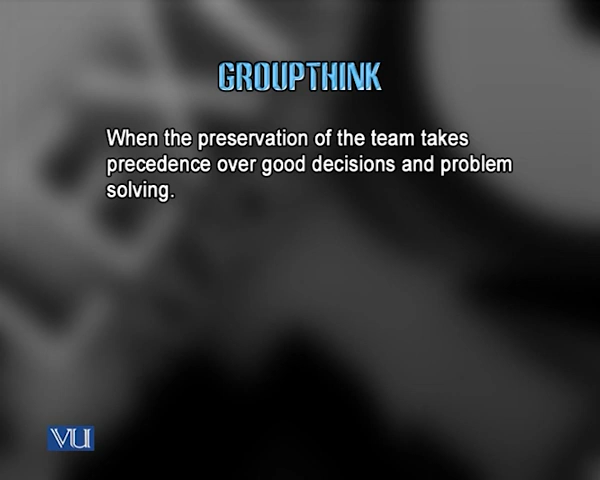 GROUPTHINK
When the preservation of the team takes
precedence over good decisions and problem
solving.
VU